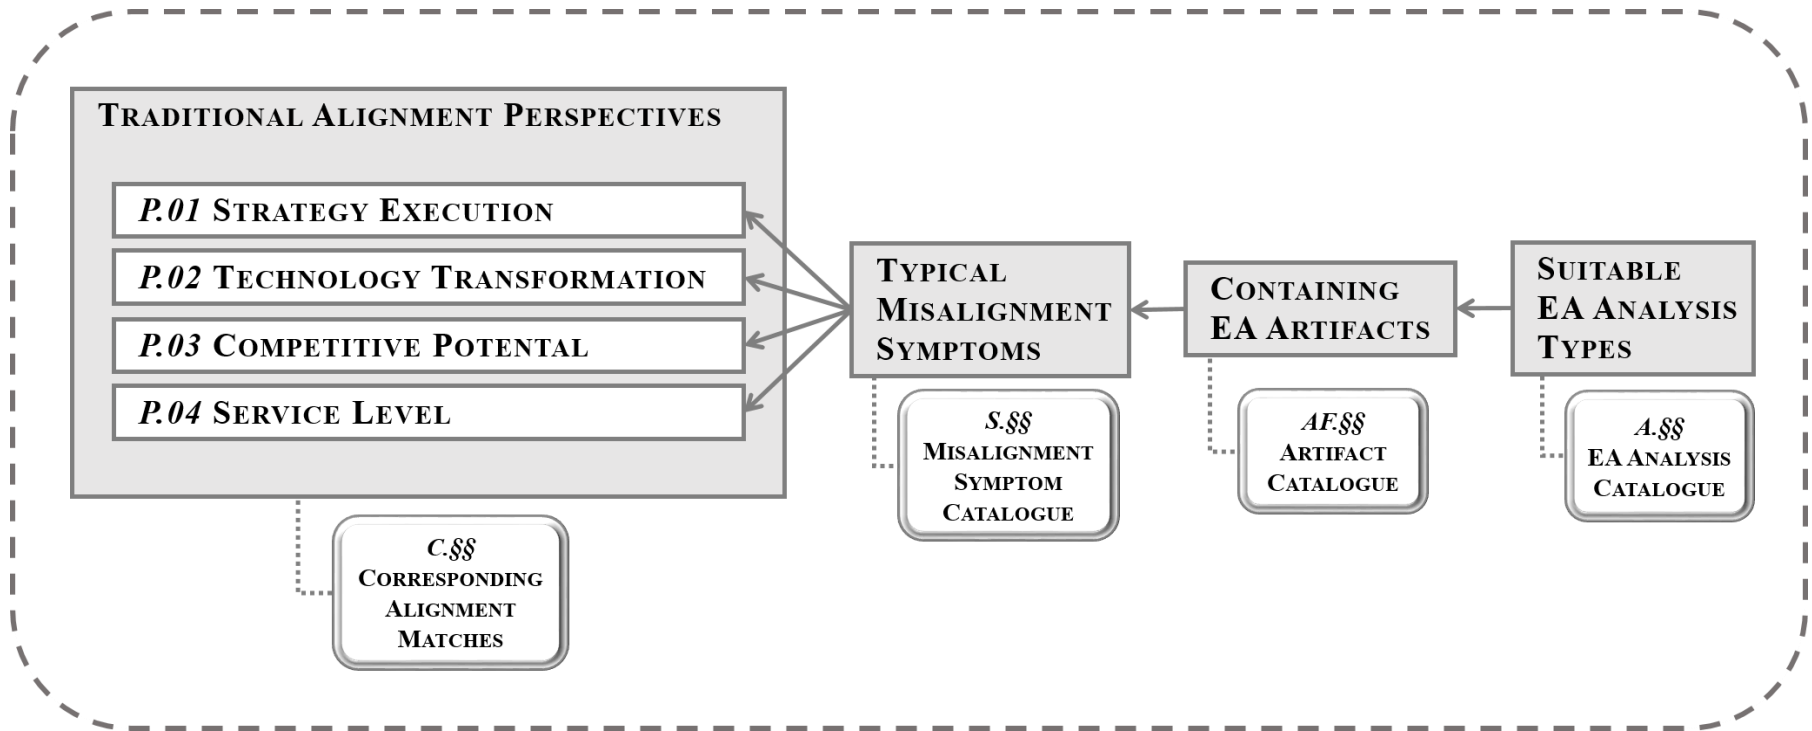 TRADITIONAL ALIGNMENT PERSPECTIVES
P.01 STRATEGY EXECUTION
P.02 TECHNOLOGY TRANSFORMATION
P.03 COMPETITIVE POTENTAL
P.04 SERVICE LEVEL
C.§§
CORRESPONDING
ALIGNMENT
MATCHES
TYPICAL
MISALIGNMENT
SYMPTOMS
S.§§
MISALIGNMENT
SYMPTOM
CATALOGUE
CONTAINING
EA ARTIFACTS
AF.§§
ARTIFACT
CATALOGUE
SUITABLE
EA ANALYSIS
TYPES
A.§§
EA ANALYSIS
CATALOGUE